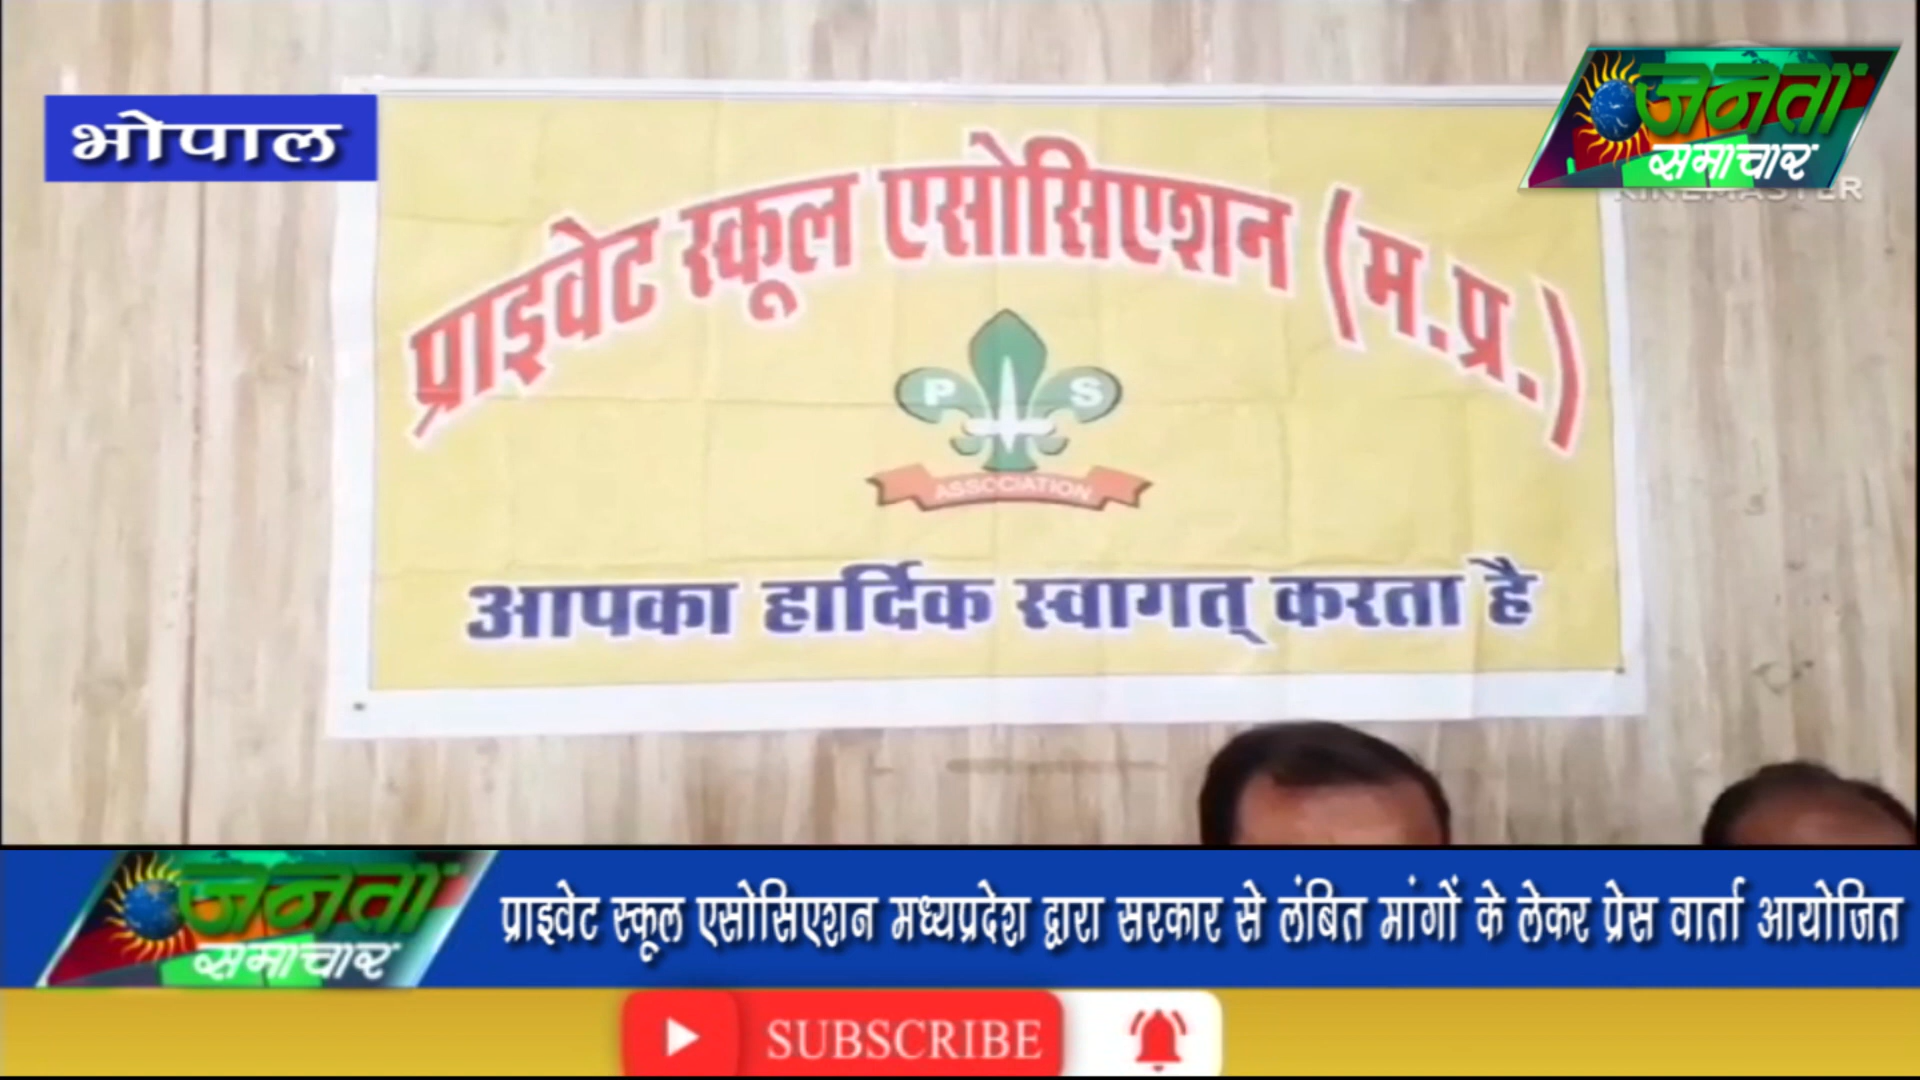 भोपाल
जनता
समाचार
KINEMASTER
प्राइवेट स्कूल एसोसिएशन (म.प्र.)
P S
ASSOCIATION
आपका हार्दिक स्वागत् करता है
जनता
समाचार
प्राइवेट स्कूल एसोसिएशन मध्यप्रदेश द्वारा सरकार से लंबित मांगों के लेकर प्रेस वार्ता आयोजित
SUBSCRIBE